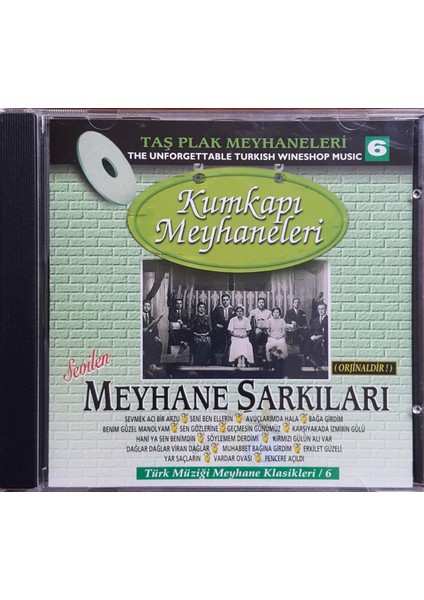 TAŞ PLAK MEYHANELERİ 6
THE UNFORGETTABLE TURKISH WINESHOP MUSIC
Kumkapı
Meyhaneleri
Sevilen
(ORJİNALDİR!)
MEYHANE SARKILARI
SEVMEK ACI BİR ARZU SENİ BEN ELLERİN AVUÇLARIMDA HALA BAĞA GİRDİM
BENİM GÜZEL MANOLYAM SEN GÖZLERİNE GEÇMESİN GÜNÜMÜZ KARŞIYAKADA İZMİRİN GÜLÜ
HANİ YA SEN BENİMDİN SÖYLEMEM DERDİMİ KIRMIZI GÜLÜN ALI VAR
DAĞLAR DAĞLAR VİRAN DAĞLAR MUHABBET BAĞINA GİRDİM ERKİLET GÜZELİ
YAR SAÇLARIN VARDAR OVASI PENCERE AÇILDI
Türk Müziği Meyhane Klasikleri / 6